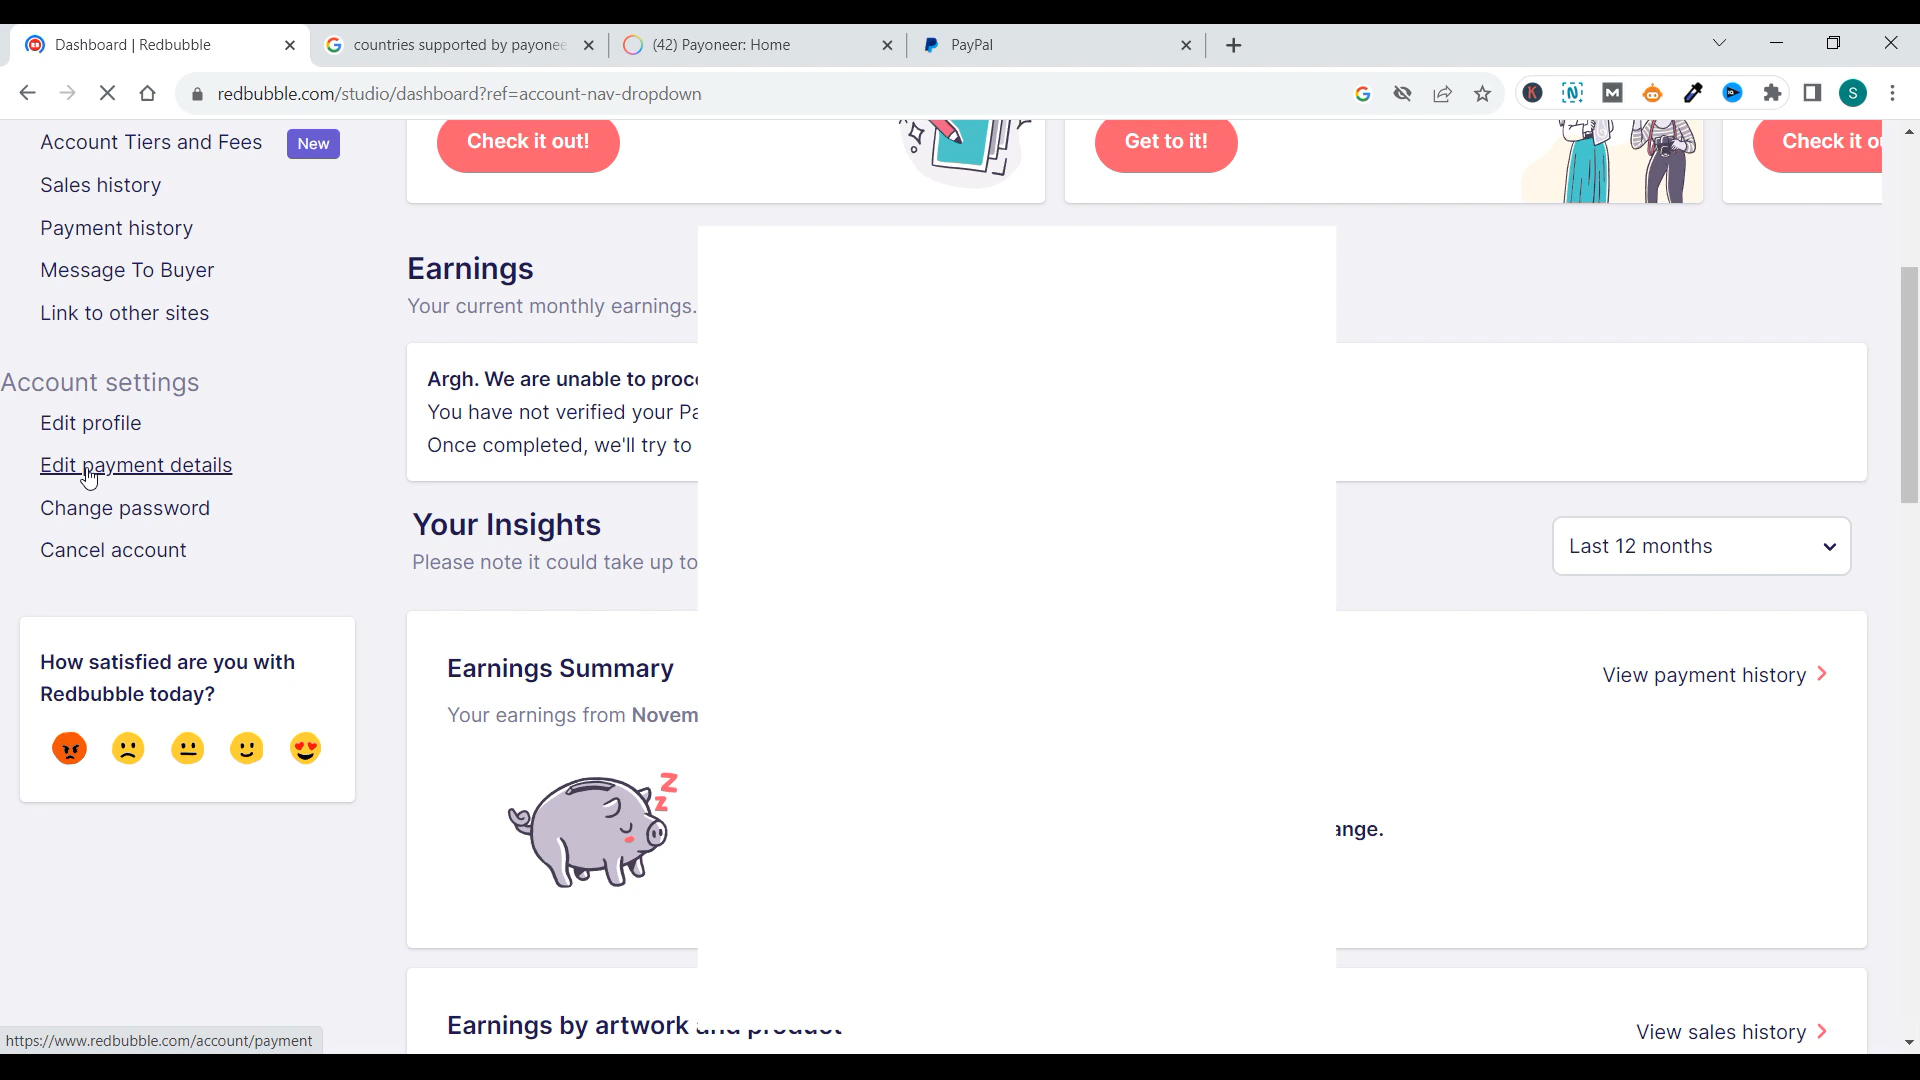 Dashboard | Redbubble
countries supported by payonee
(42) Payoneer: Home
PayPal
redbubble.com/studio/dashboard?ref=account-nav-dropdown
K
N
M
S
Account Tiers and Fees New
Sales history
Payment history
Message To Buyer
Link to other sites
Account settings
Edit profile
Edit payment details
Change password
Cancel account
How satisfied are you with
Redbubble today?
Check it out!
Get to it!
Check it ou
Earnings
Your current monthly earnings.
Argh. We are unable to proc
You have not verified your Pa
Once completed, we'll try to
Your Insights
Please note it could take up to
Last 12 months
Earnings Summary
View payment history
Your earnings from Novem
Z
Z
ange.
Earnings by artwork and product
View sales history
https://www.redbubble.com/account/payment